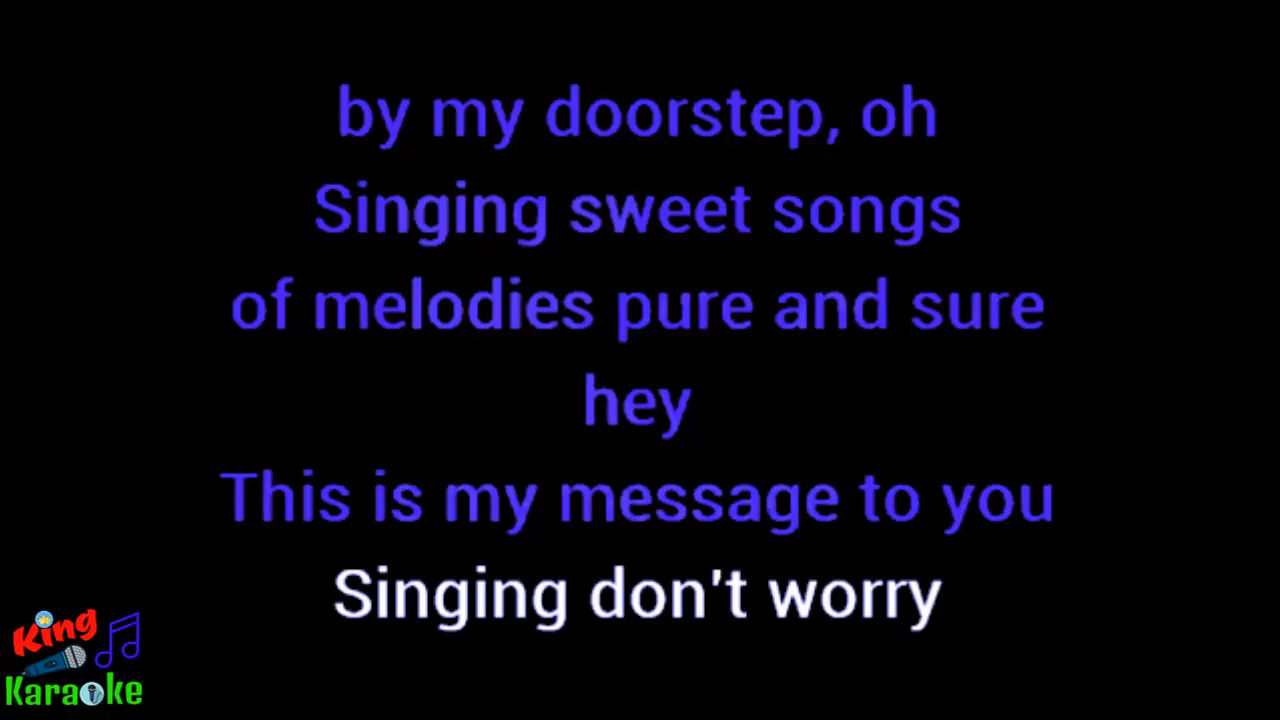 by my doorstep, oh
Singing sweet songs
of melodies pure and sure
hey
This is my message to you
Singing don't worry
King
Karaoke